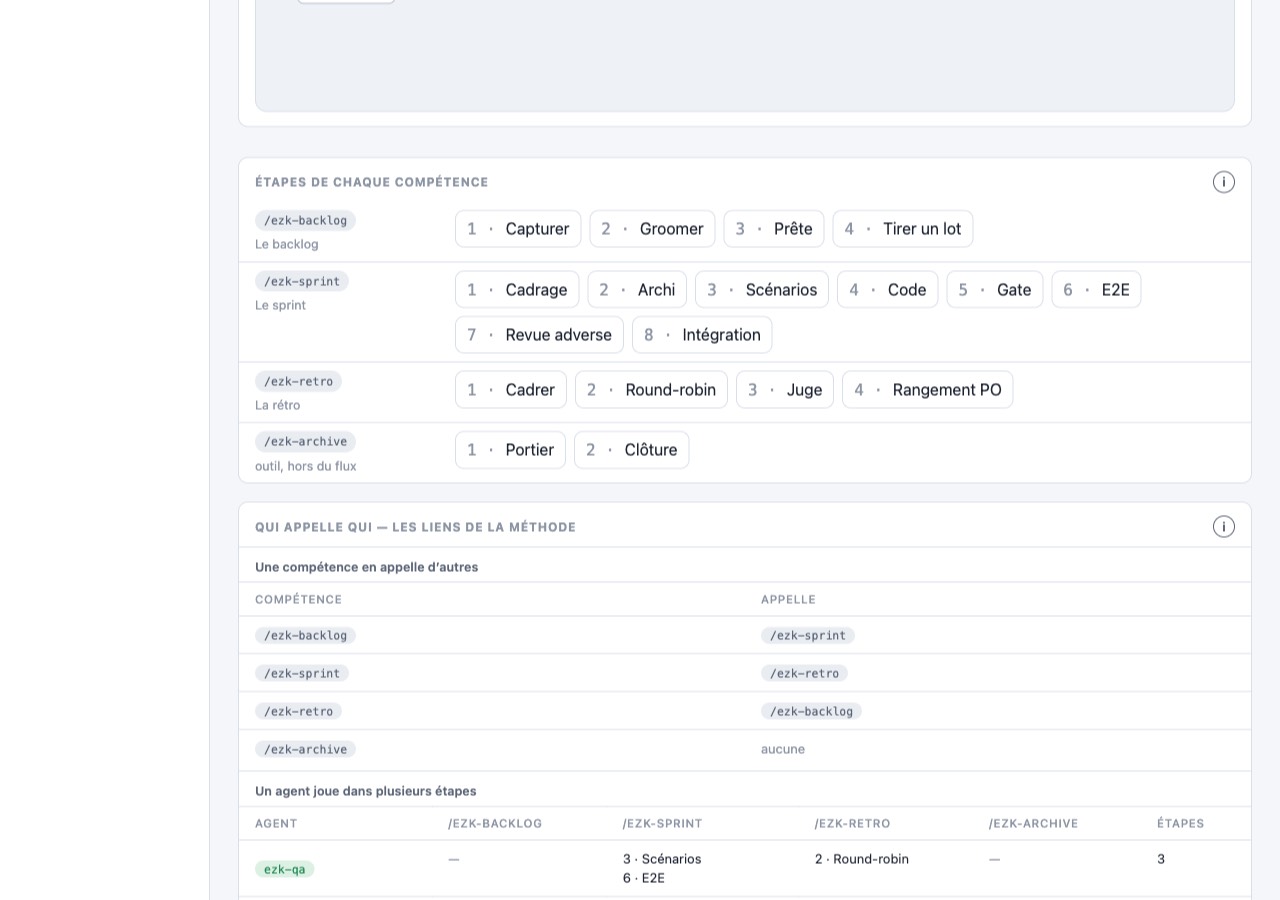 ÉTAPES DE CHAQUE COMPÉTENCE
i
/ezk-backlog
Le backlog
1 · Capturer
2 · Groomer
3 · Prête
4 · Tirer un lot
/ezk-sprint
Le sprint
1 · Cadrage
2 · Archi
3 · Scénarios
4 · Code
5 · Gate
6 · E2E
7 · Revue adverse
8 · Intégration
/ezk-retro
La rétro
1 · Cadrer
2 · Round-robin
3 · Juge
4 · Rangement PO
/ezk-archive
outil, hors du flux
1 · Portier
2 · Clôture
QUI APPELLE QUI — LES LIENS DE LA MÉTHODE
i
Une compétence en appelle d’autres
COMPÉTENCE APPELLE
/ezk-backlog /ezk-sprint
/ezk-sprint /ezk-retro
/ezk-retro /ezk-backlog
/ezk-archive aucune
Un agent joue dans plusieurs étapes
AGENT /EZK-BACKLOG /EZK-SPRINT /EZK-RETRO /EZK-ARCHIVE ÉTAPES
ezk-qa — 3 · Scénarios 2 · Round-robin — 3
6 · E2E